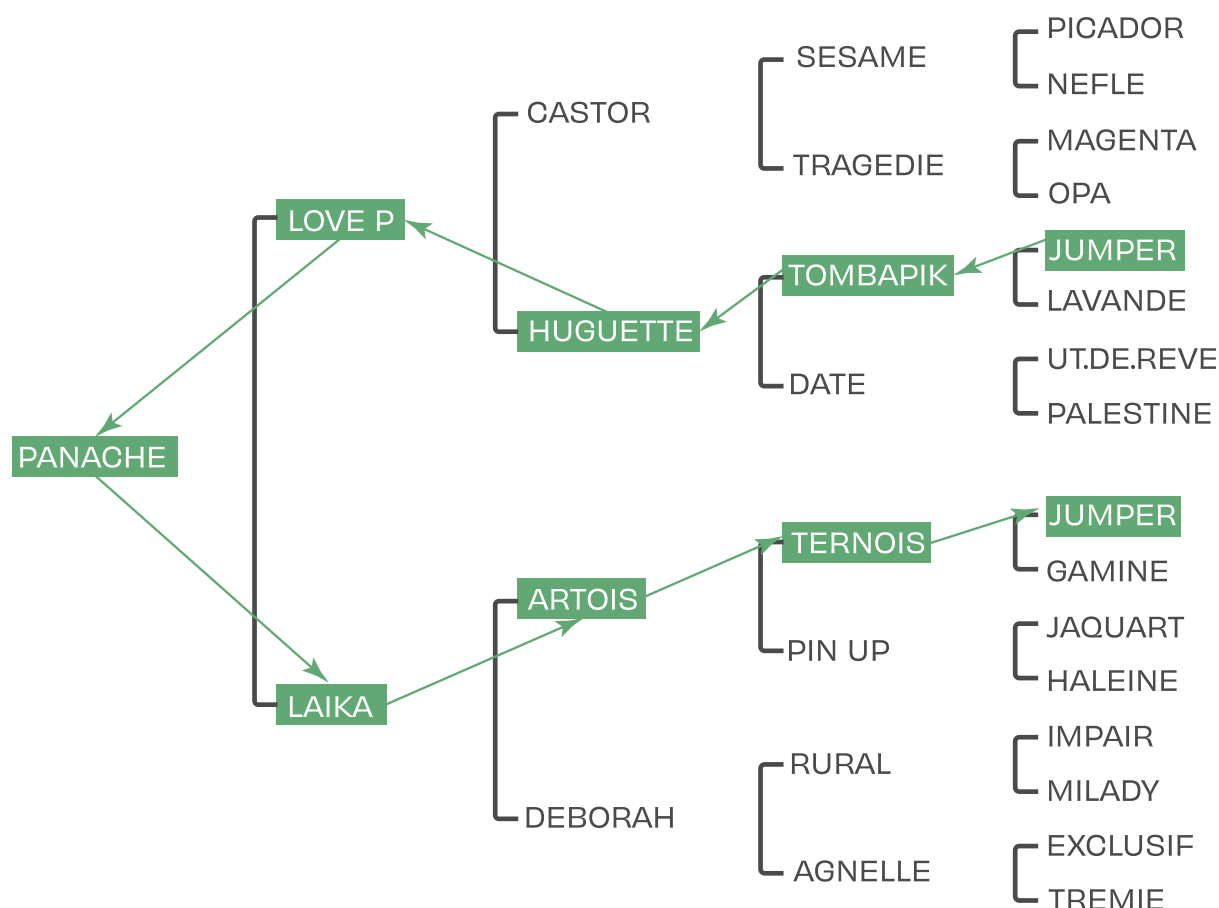 PICADOR
SESAME
NEFLE
CASTOR
MAGENTA
TRAGEDIE
OPA
LOVE P
JUMPER
TOMBAPIK
LAVANDE
HUGUETTE
UT.DE.REVE
DATE
PALESTINE
PANACHE
JUMPER
TERNOIS
GAMINE
ARTOIS
JAQUART
PIN UP
HALEINE
LAIKA
IMPAIR
RURAL
MILADY
DEBORAH
EXCLUSIF
AGNELLE
TREMIE